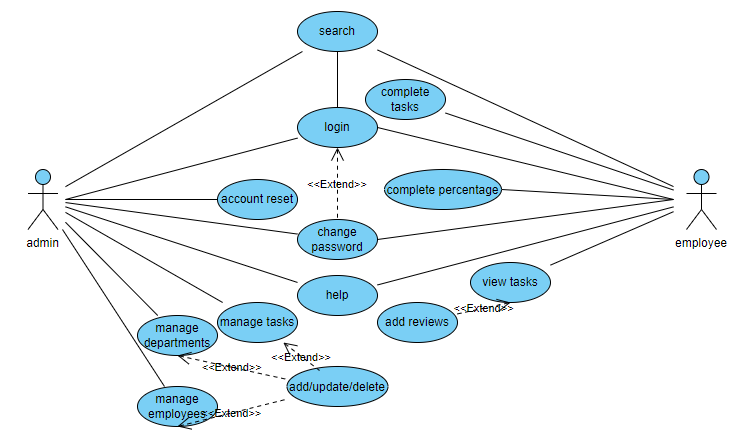 search
complete
tasks
login
<<Extend>>
account reset
complete percentage
admin
change
password
employee
help
view tasks
manage tasks
add reviews
<<Extend>>
manage
departments
<<Extend>>
<<Extend>>
add/update/delete
manage
employees
<<Extend>>